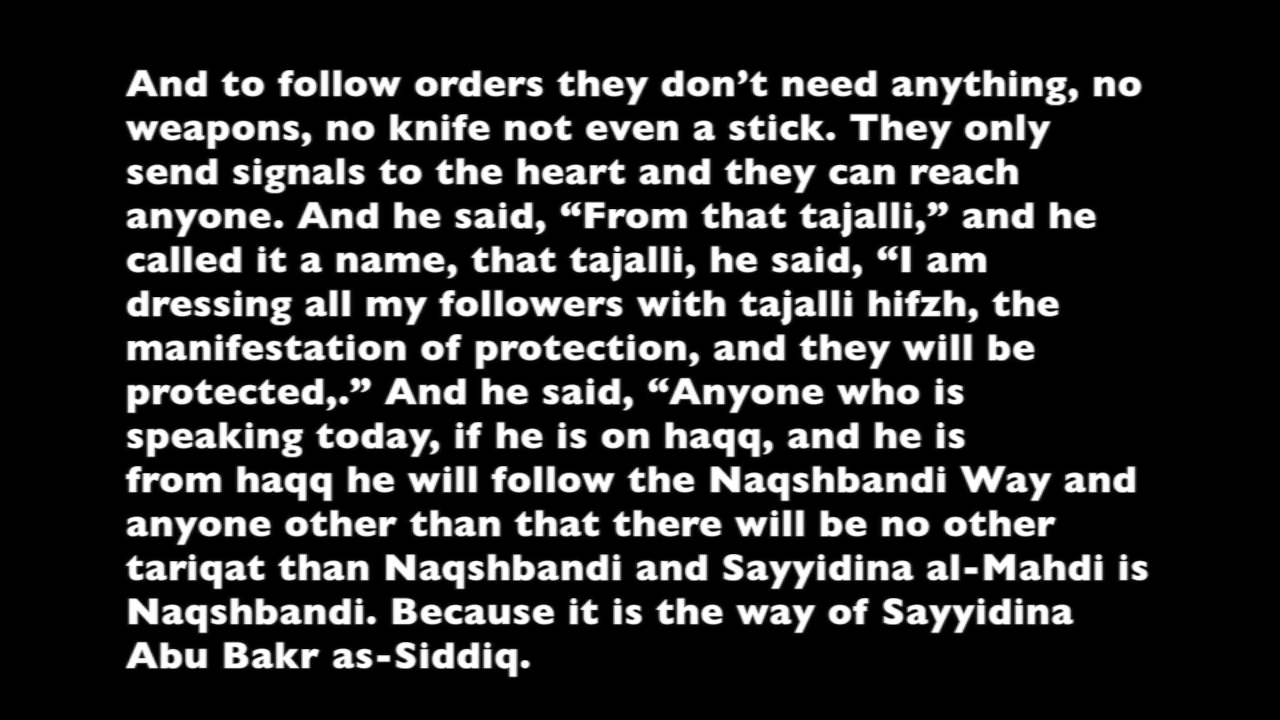 And to follow orders they don’t need anything, no
weapons, no knife not even a stick. They only
send signals to the heart and they can reach
anyone. And he said, “From that tajalli,” and he
called it a name, that tajalli, he said, “I am
dressing all my followers with tajalli hifzh, the
manifestation of protection, and they will be
protected,.” And he said, “Anyone who is
speaking today, if he is on haqq, and he is
from haqq he will follow the Naqshbandi Way and
anyone other than that there will be no other
tariqat than Naqshbandi and Sayyidina al-Mahdi is
Naqshbandi. Because it is the way of Sayyidina
Abu Bakr as-Siddiq.